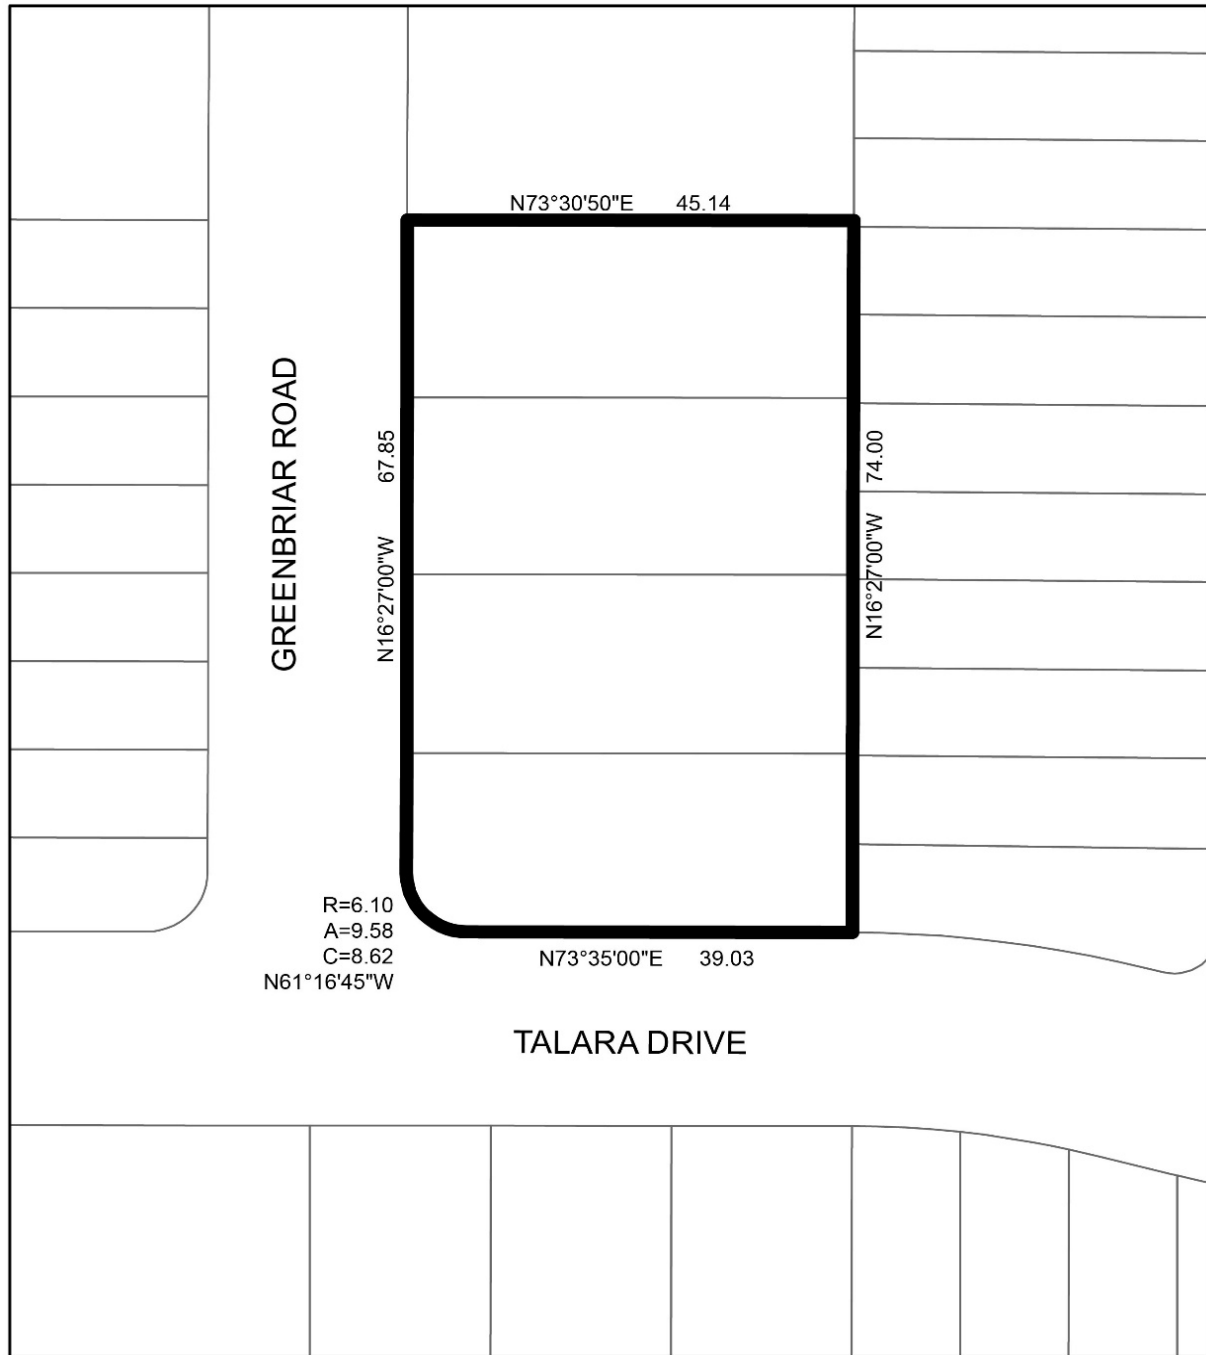 N73°30'50"E 45.14
GREENBRIAR ROAD
N16°27'00"W 67.85
N16°27'00"W 74.00
R=6.10
A=9.58
C=8.62
N61°16'45"W
N73°35'00"E 39.03
TALARA DRIVE